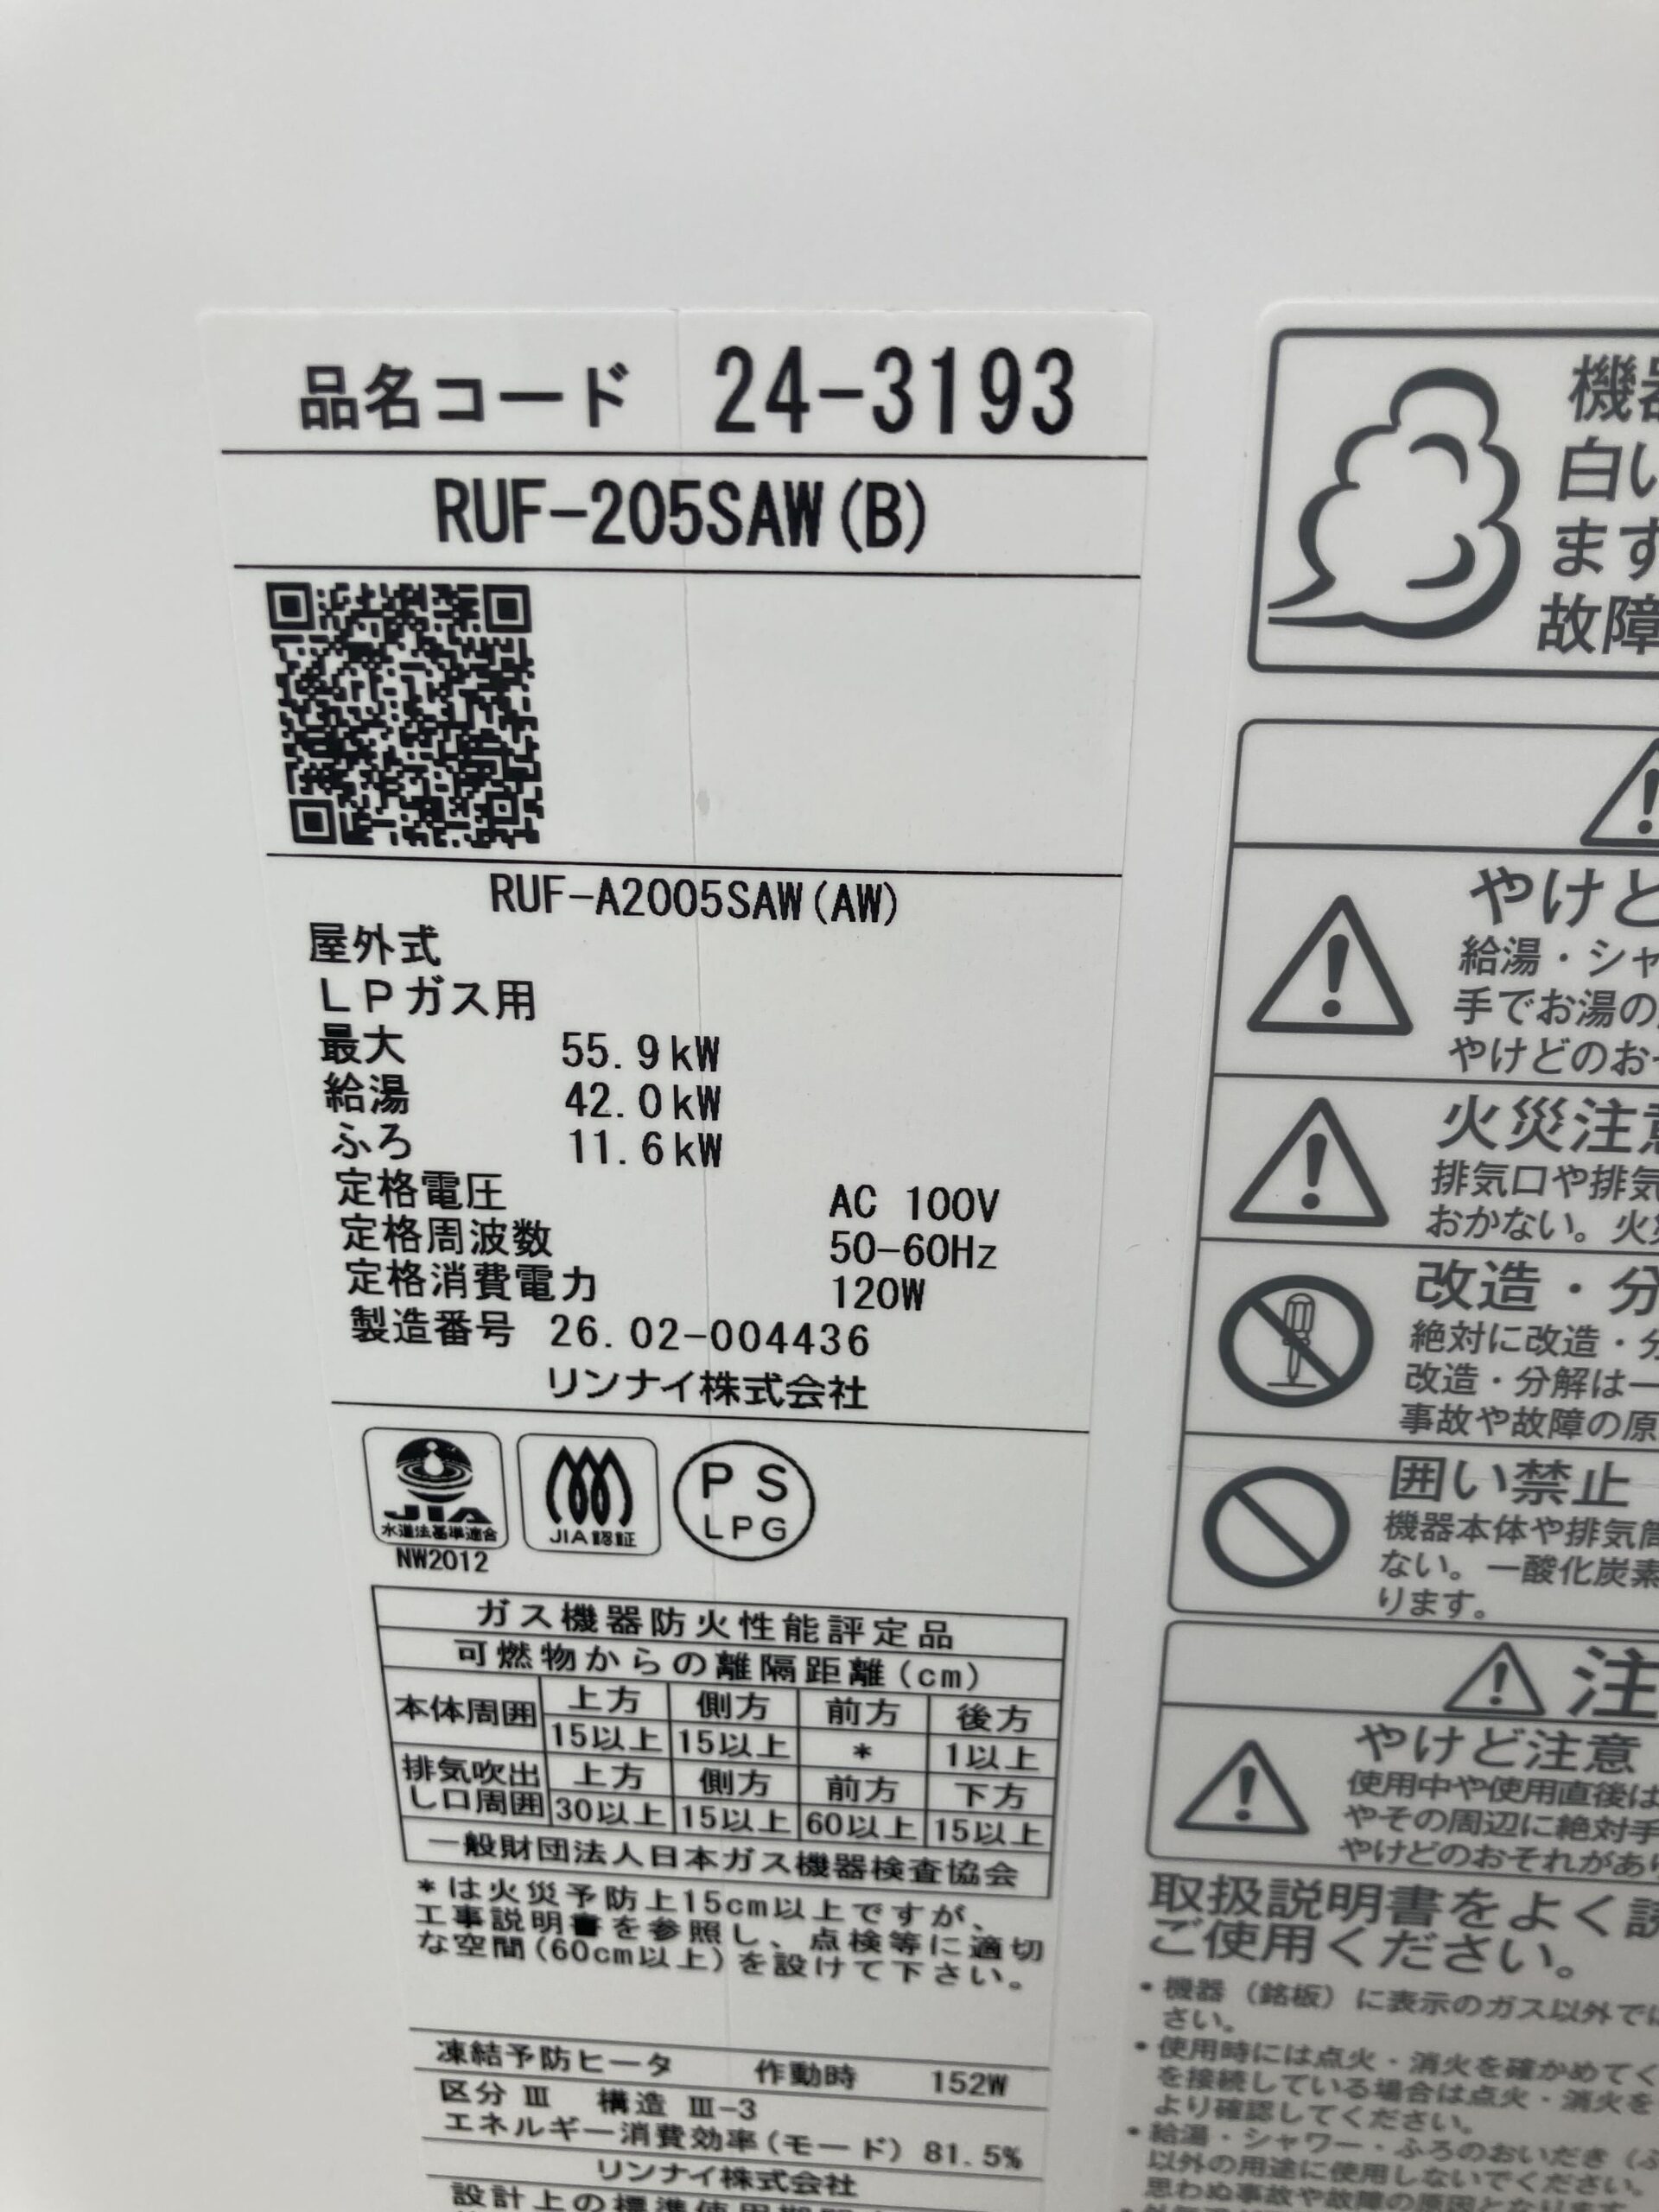 品名コード 24-3193
RUF-205SAW(B)
RUF-A2005SAW(AW)
屋外式
LPガス用
最大 55.9kW
給湯 42.0kW
ふろ 11.6kW
定格電圧 AC 100V
定格周波数 50-60Hz
定格消費電力 120W
製造番号 26.02-004436
リンナイ株式会社
JIA
水道法基準適合
NW2012
JIA認証
PS
LPG
ガス機器防火性能評定品
可燃物からの離隔距離(cm)
本体周囲 上方 側方 前方 後方
15以上 15以上 * 1以上
排気吹出し口周囲 上方 側方 前方 下方
30以上 15以上 60以上 15以上
一般財団法人日本ガス機器検査協会
*は火災予防上15cm以上ですが、
工事説明書を参照し、点検等に適切
な空間(60cm以上)を設けて下さい。
凍結予防ヒータ 作動時 152W
区分 Ⅲ 構造 Ⅲ-3
エネルギー消費効率(モード) 81.5%
リンナイ株式会社
設計上の標準使用期間
機器
白い
ます
故障
やけど
給湯・シャ
手でお湯の
やけどのお
火災注意
排気口や排気
おかない。火災
改造・分
絶対に改造・分
改造・分解は一
事故や故障の原
囲い禁止
機器本体や排気筒
ない。一酸化炭素
ります。
注
やけど注意
使用中や使用直後は
やその周辺に絶対手
やけどのおそれがあり
取扱説明書をよく読
ご使用ください。
・機器（銘板）に表示のガス以外では
さい。
・使用時には点火・消火を確かめてく
を接続している場合は点火・消火を
より確認してください。
・給湯・シャワー・ふろのおいだき（ふ
以外の用途に使用しないでください。
思わぬ事故や故障の原因